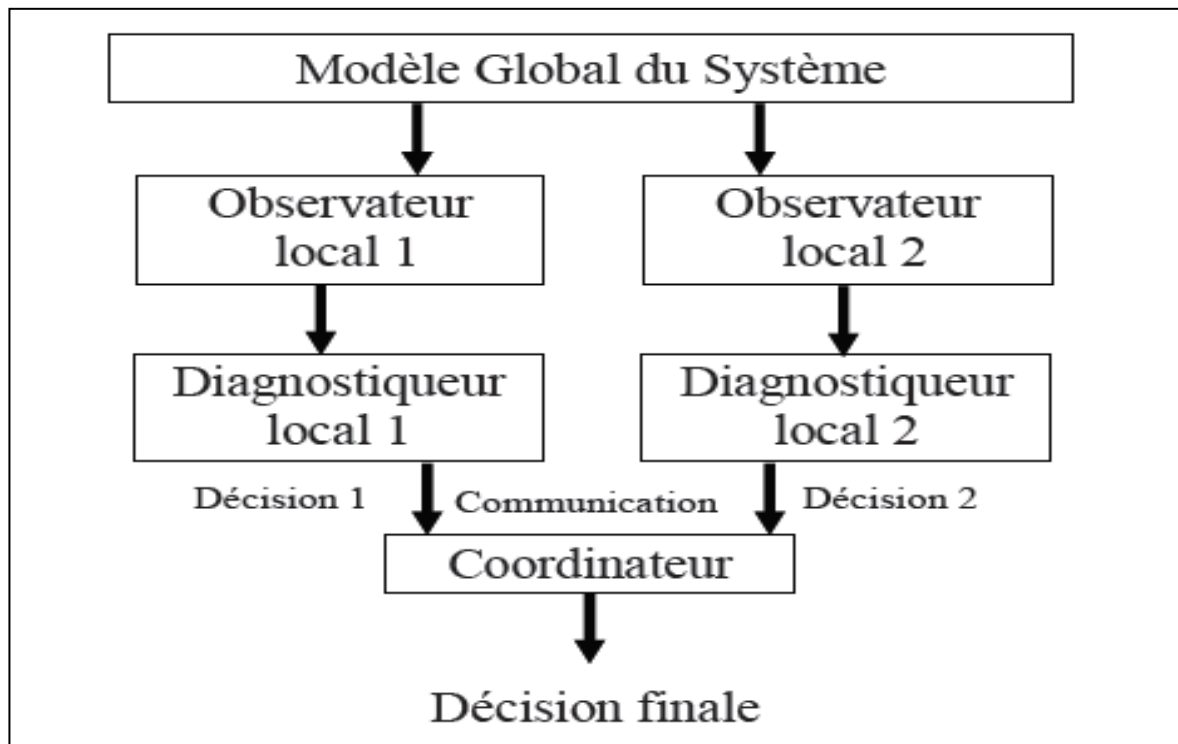 Modèle Global du Système
Observateur
local 1
Observateur
local 2
Diagnostiqueur
local 1
Diagnostiqueur
local 2
Décision 1
Communication
Décision 2
Coordinateur
Décision finale